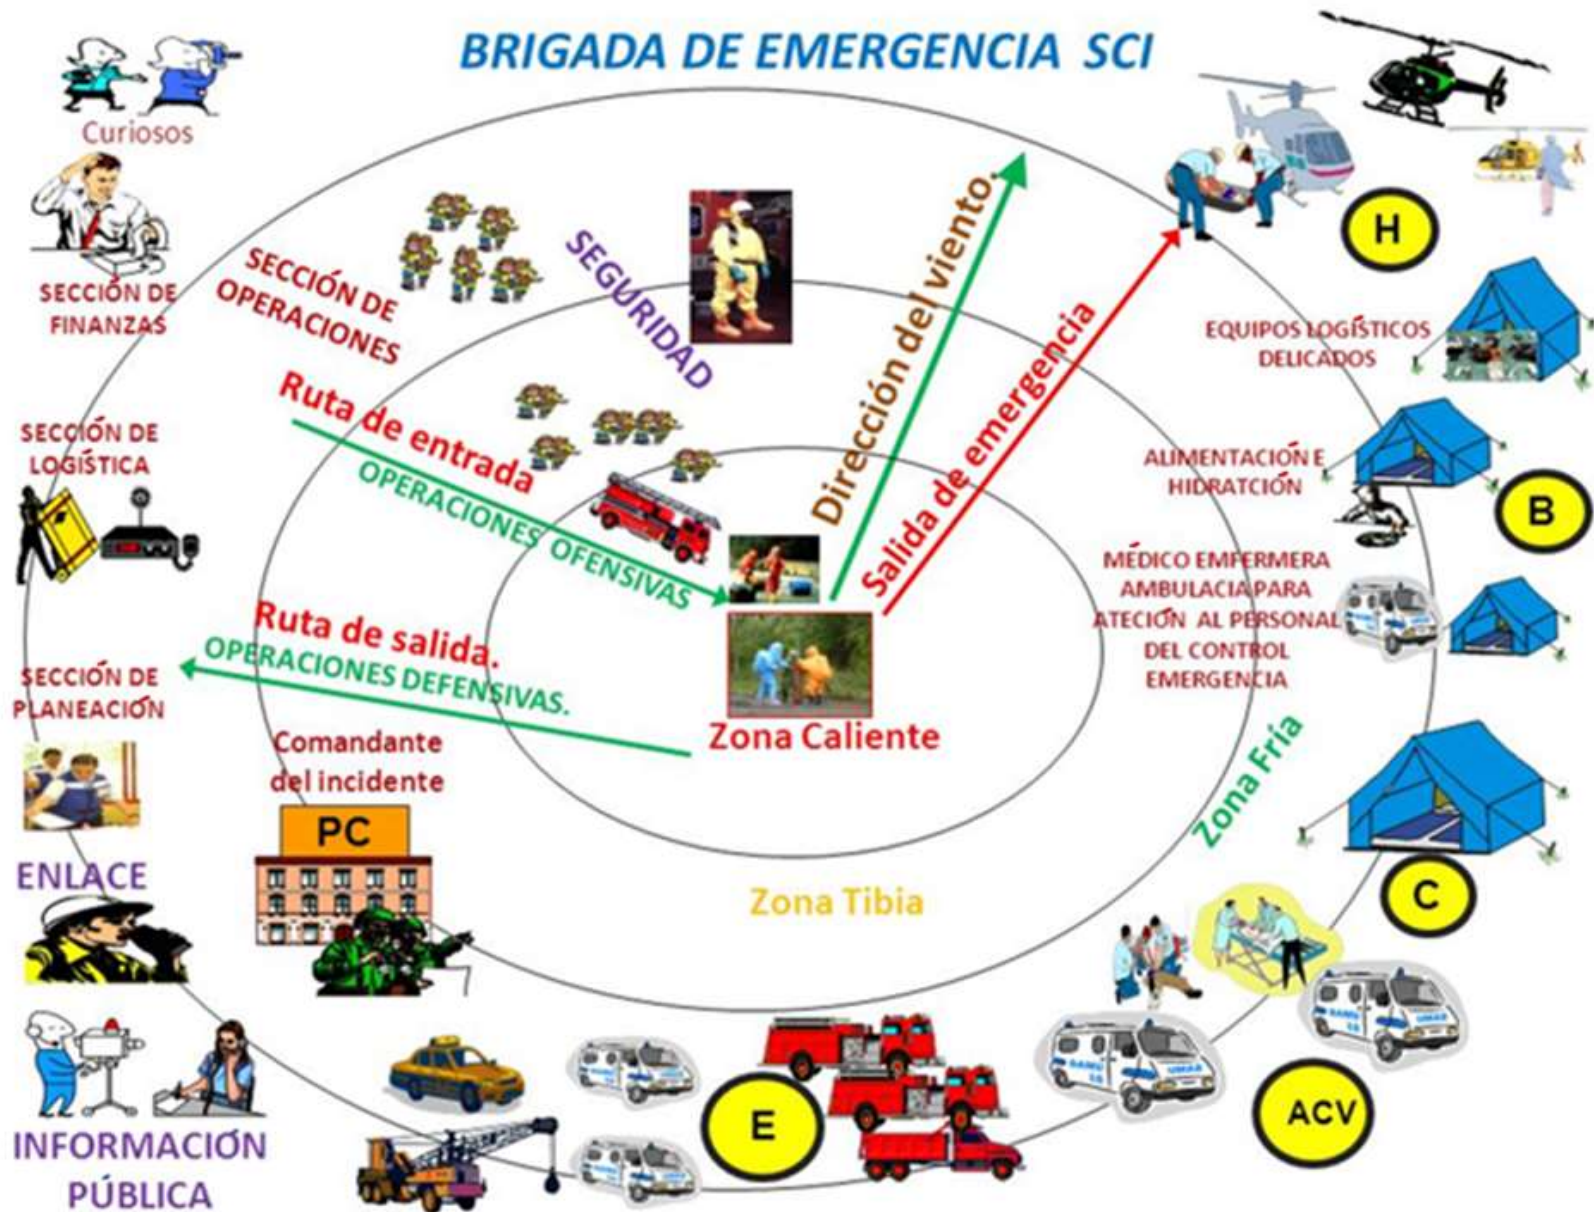 BRIGADA DE EMERGENCIA SCI
Curiosos
SECCIÓN DE
FINANZAS
SECCIÓN DE
OPERACIONES
SEGURIDAD
Dirección del viento.
Salida de emergencia
H
EQUIPOS LOGÍSTICOS
DELICADOS
Ruta de entrada
OPERACIONES OFENSIVAS
SECCIÓN DE
LOGÍSTICA
ALIMENTACIÓN E
HIDRATCIÓN
B
MÉDICO EMFERMERA
AMBULACIA PARA
ATECIÓN AL PERSONAL
DEL CONTROL
EMERGENCIA
Ruta de salida.
OPERACIONES DEFENSIVAS.
SECCIÓN DE
PLANEACIÓN
Zona Caliente
Comandante
del incidente
PC
Zona Fría
ENLACE
Zona Tibia
C
INFORMACIÓN
PÚBLICA
E
ACV